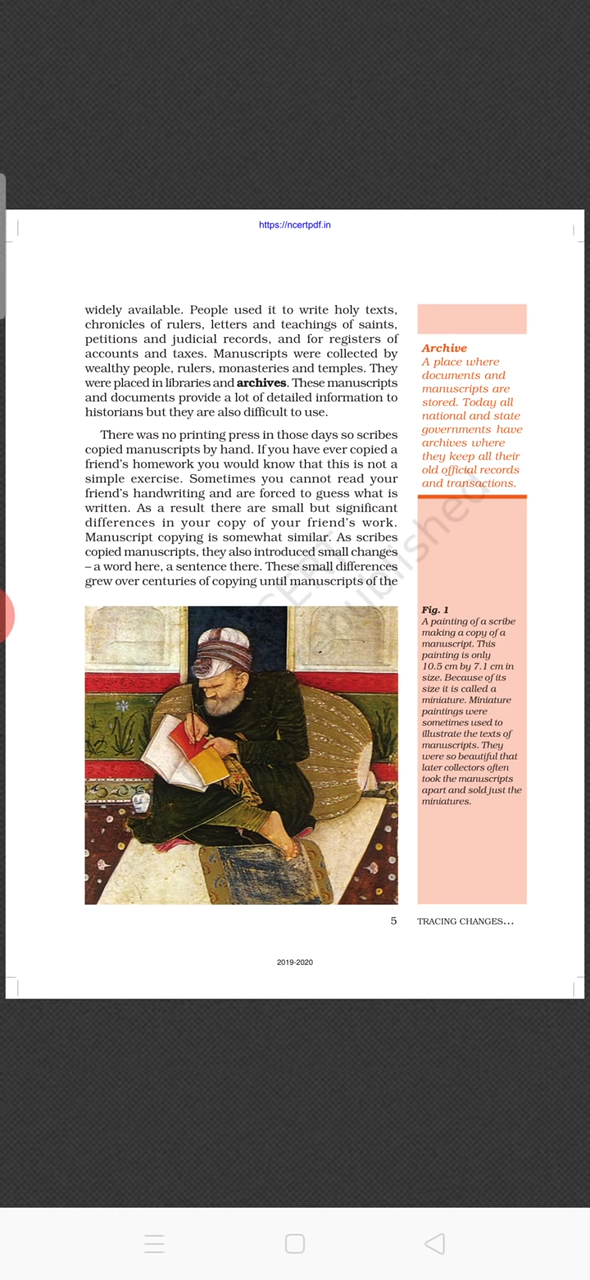 https://ncertpdf.in
widely available. People used it to write holy texts,
chronicles of rulers, letters and teachings of saints,
petitions and judicial records, and for registers of
accounts and taxes. Manuscripts were collected by
wealthy people, rulers, monasteries and temples. They
were placed in libraries and archives. These manuscripts
and documents provide a lot of detailed information to
historians but they are also difficult to use.
There was no printing press in those days so scribes
copied manuscripts by hand. If you have ever copied a
friend's homework you would know that this is not a
simple exercise. Sometimes you cannot read your
friend's handwriting and are forced to guess what is
written. As a result there are small but significant
differences in your copy of your friend's work.
Manuscript copying is somewhat similar. As scribes
copied manuscripts, they also introduced small changes
– a word here, a sentence there. These small differences
grew over centuries of copying until manuscripts of the
Archive
A place where
documents and
manuscripts are
stored. Today all
national and state
governments have
archives where
they keep all their
old official records
and transactions.
Fig. 1
A painting of a scribe
making a copy of a
manuscript. This
painting is only
10.5 cm by 7.1 cm in
size. Because of its
size it is called a
miniature. Miniature
paintings were
sometimes used to
illustrate the texts of
manuscripts. They
were so beautiful that
later collectors often
took the manuscripts
apart and sold just the
miniatures.
5
TRACING CHANGES...
2019-2020